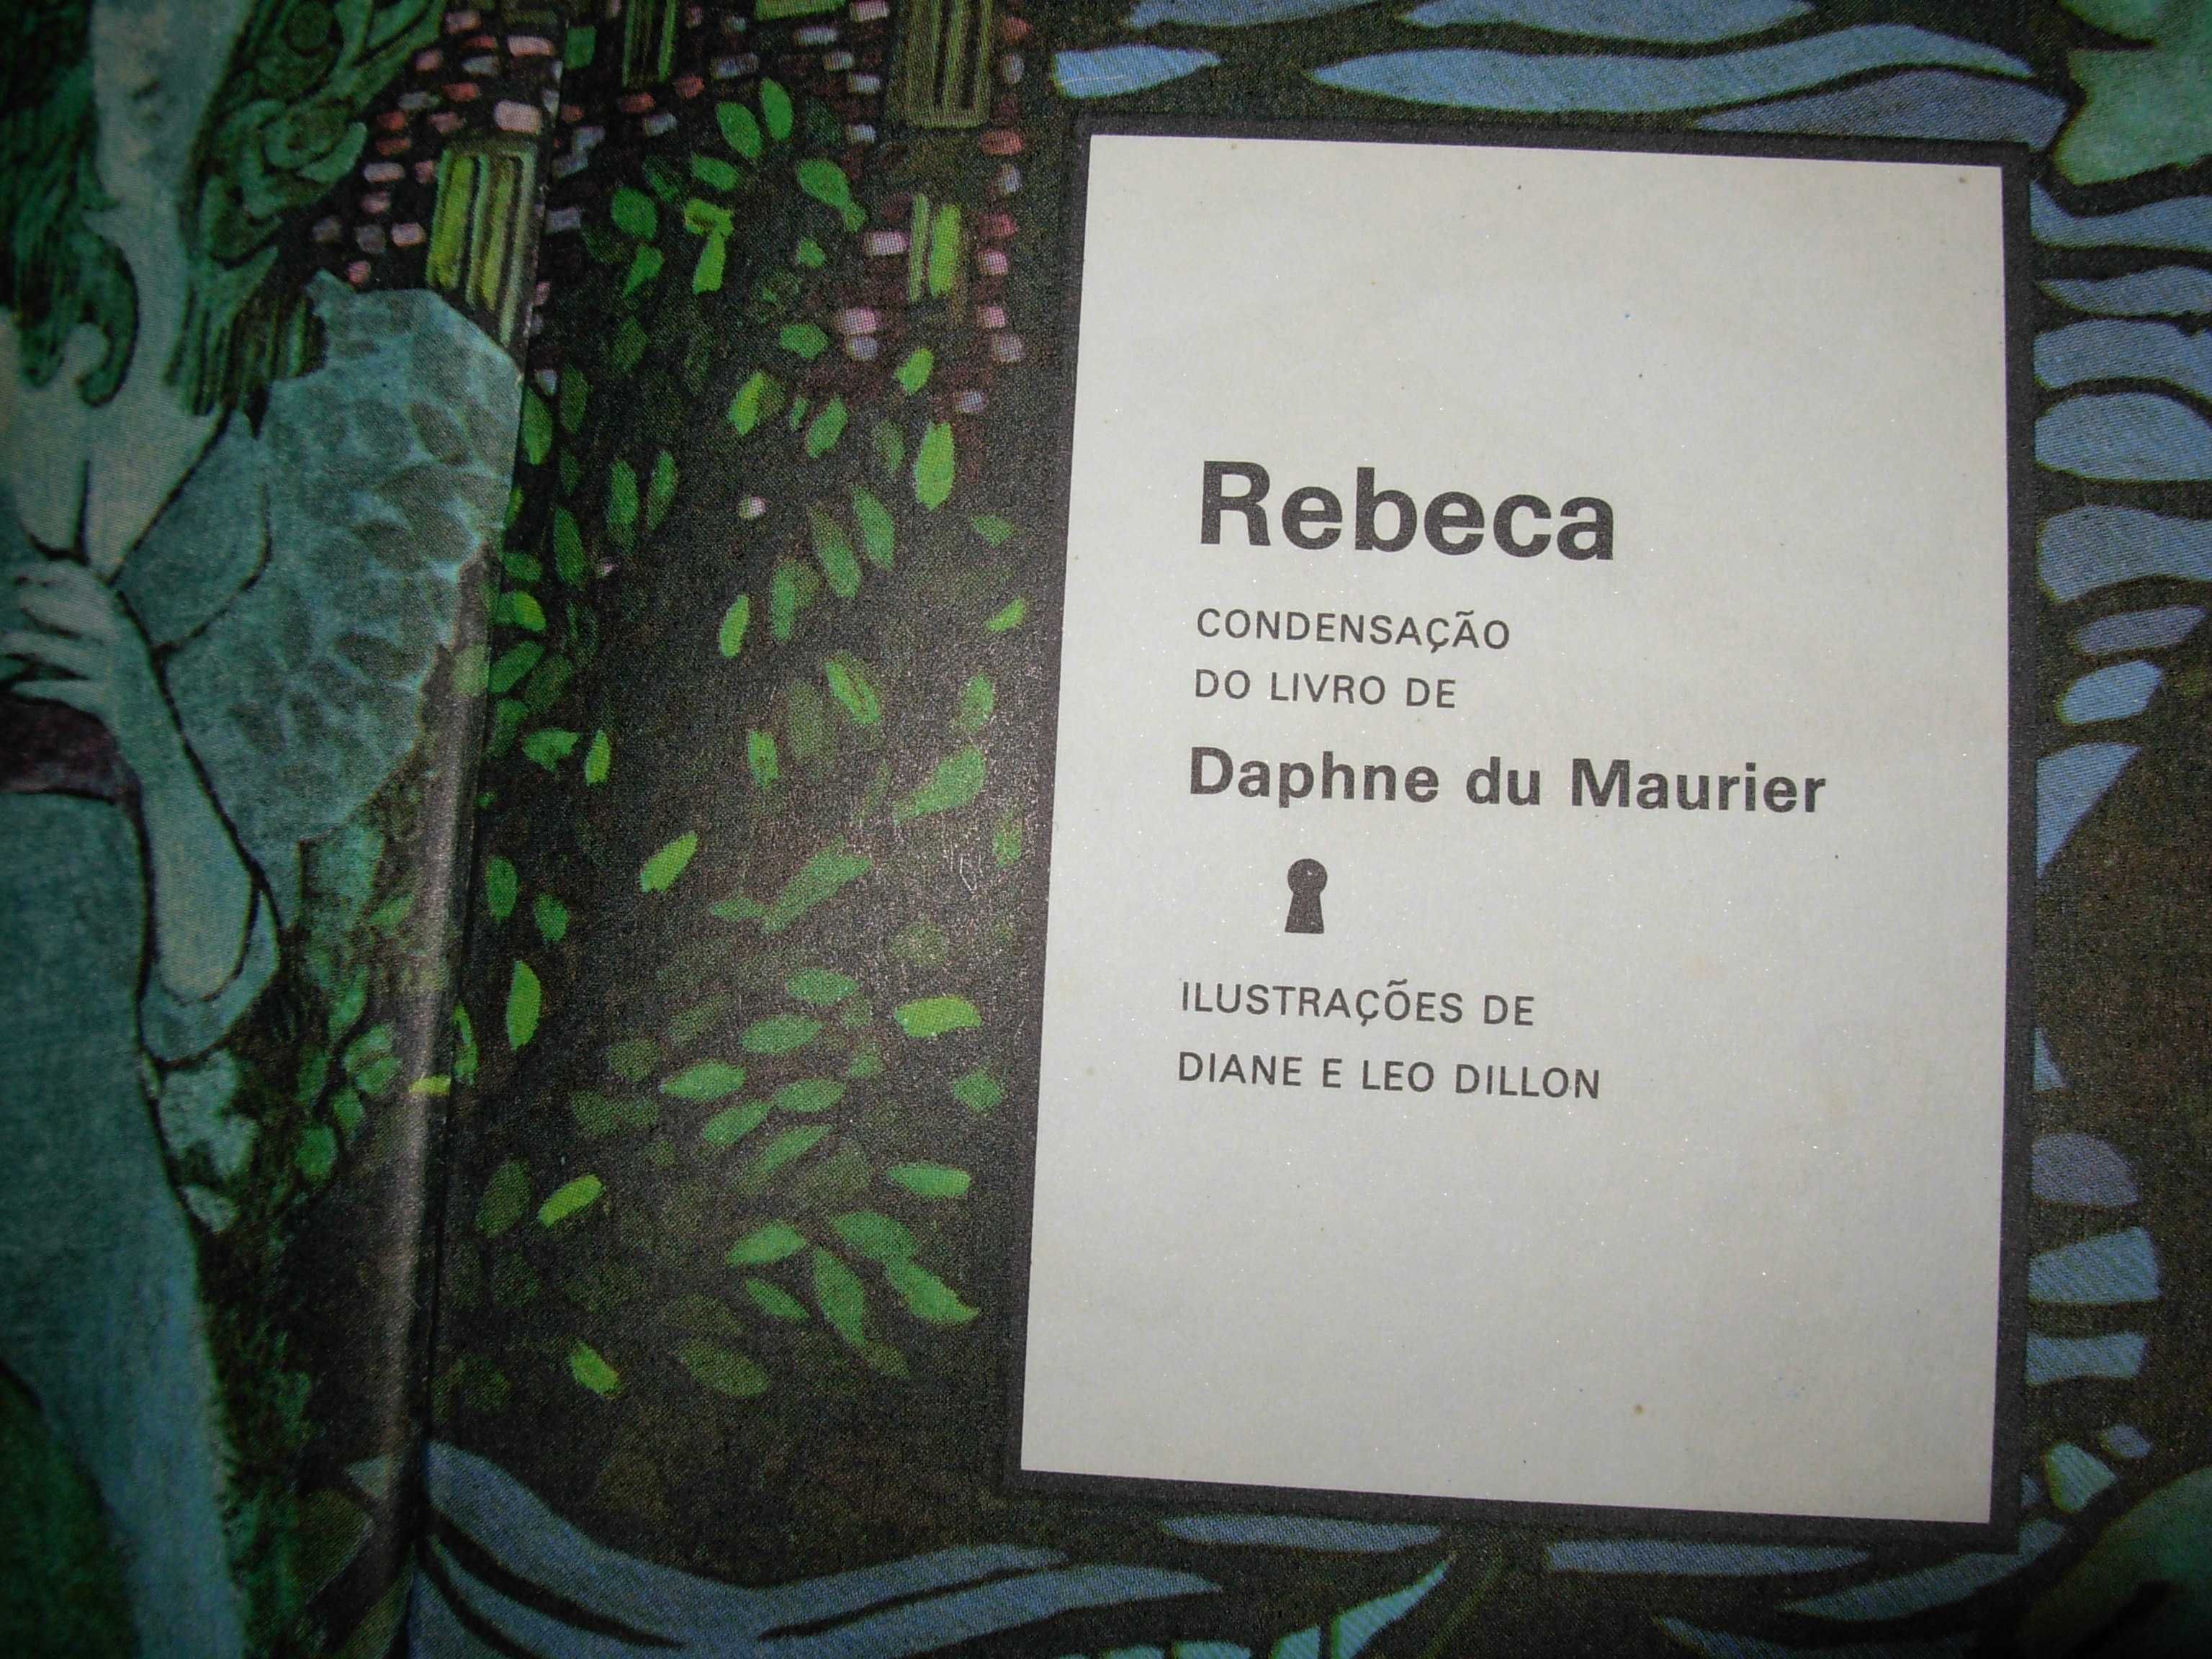 Rebeca
CONDENSAÇÃO
DO LIVRO DE
Daphne du Maurier
ILUSTRAÇÕES DE
DIANE E LEO DILLON